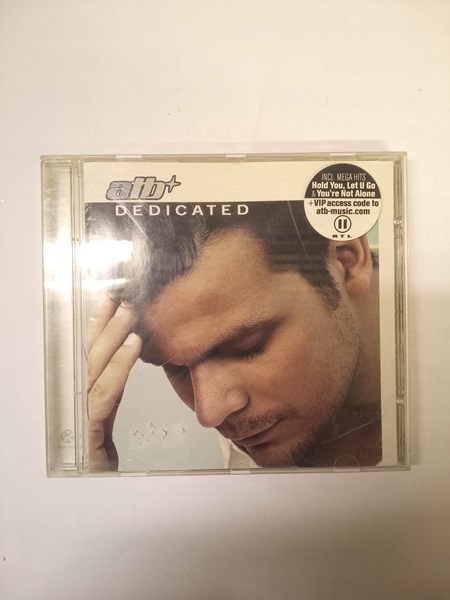 atb
DEDICATED
INCL. MEGA HITS
Hold You, Let U Go
& You're Not Alone
+VIP access code to
atb-music.com
II
RTL